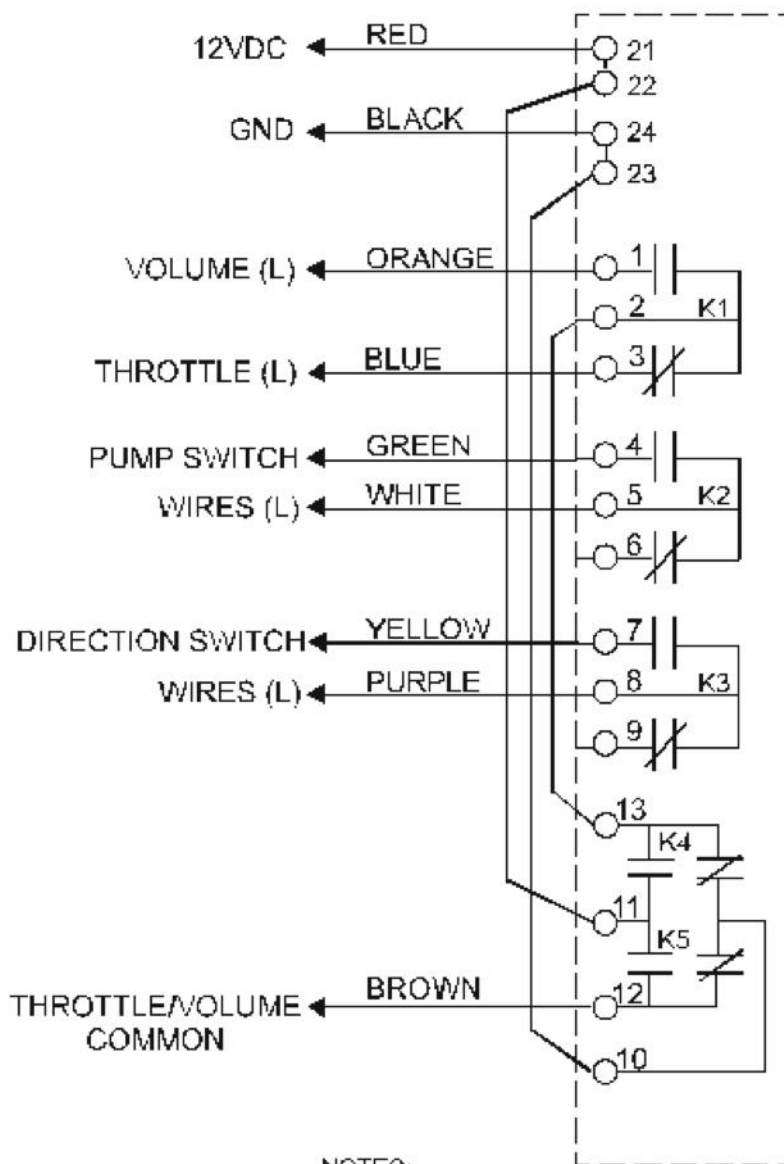 12VDC RED 21
22
GND BLACK 24
23
VOLUME (L) ORANGE 1
2 K1
THROTTLE (L) BLUE 3
PUMP SWITCH GREEN 4
WIRES (L) WHITE 5 K2
6
DIRECTION SWITCH YELLOW 7
WIRES (L) PURPLE 8 K3
9
13
K4
11
K5
THROTTLE/VOLUME BROWN 12
COMMON
10
NOTES: